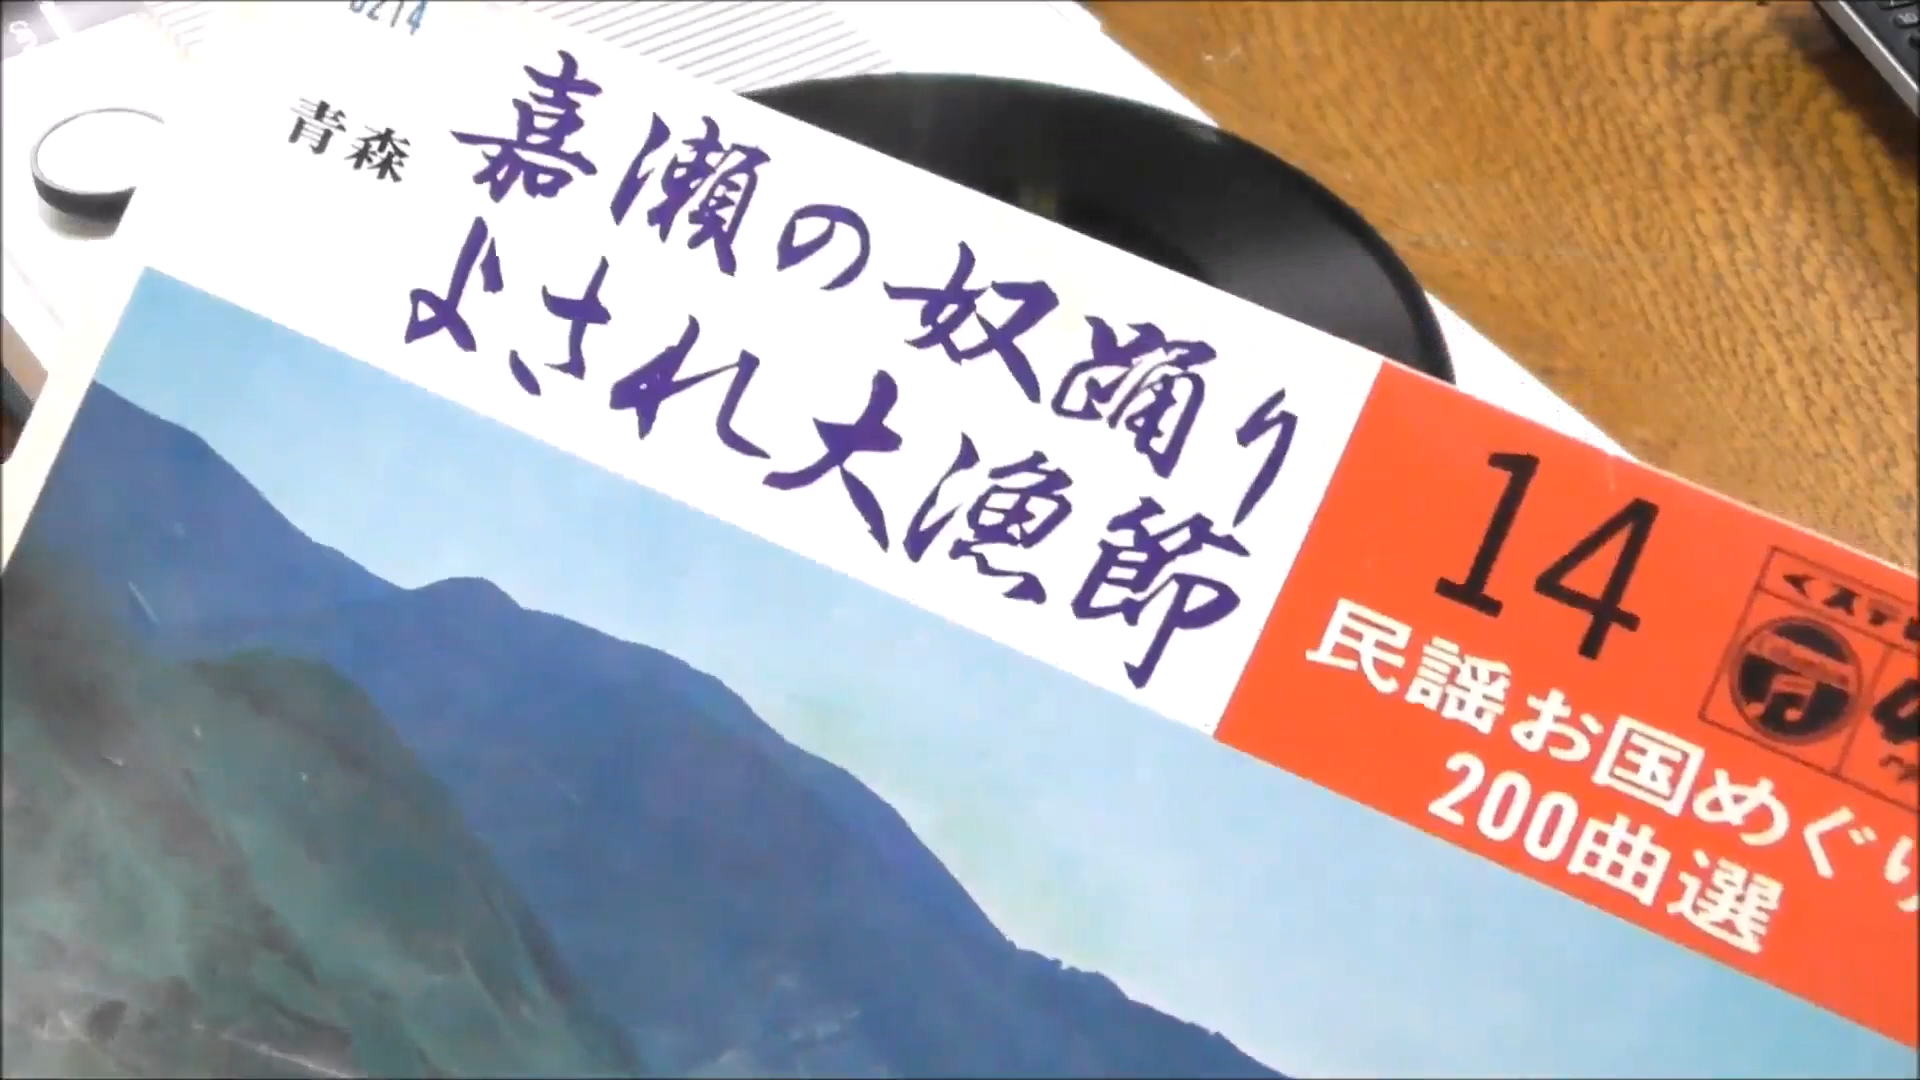 青森
嘉瀬の奴踊り
よされ大漁節
14
民謡お国めぐり
200曲選